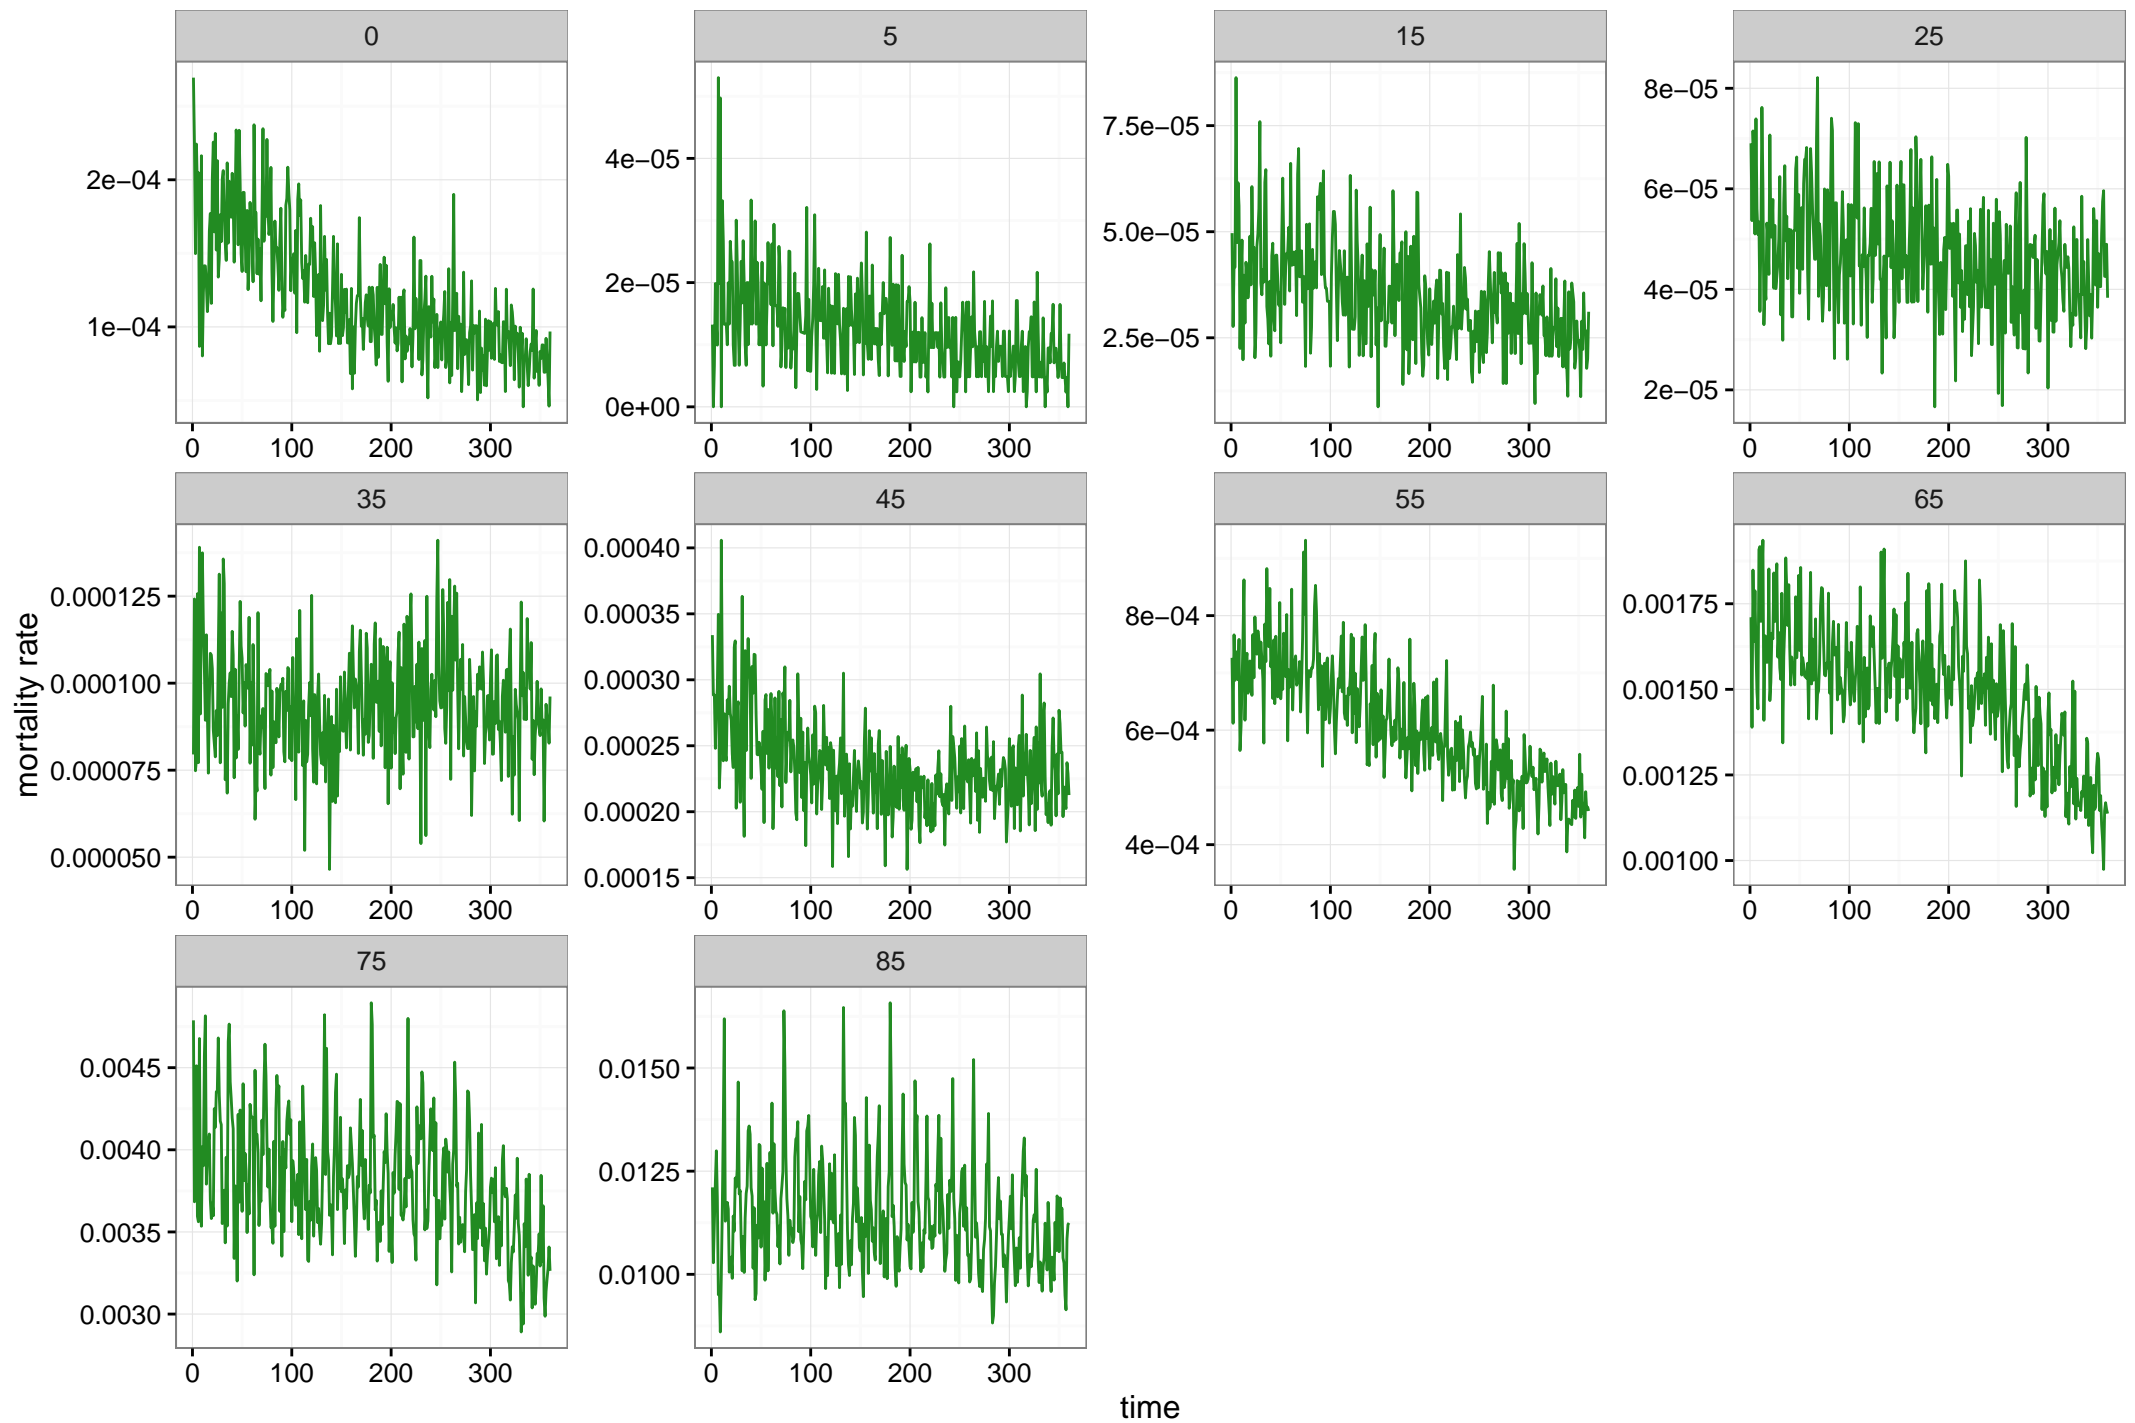 0
5
15
25
2e−04
1e−04
0 100 200 300
4e−05
2e−05
0e+00
0 100 200 300
7.5e−05
5.0e−05
2.5e−05
0 100 200 300
8e−05
6e−05
4e−05
2e−05
0 100 200 300
35
45
55
65
mortality rate
0.000125
0.000100
0.000075
0.000050
0 100 200 300
0.00040
0.00035
0.00030
0.00025
0.00020
0.00015
0 100 200 300
8e−04
6e−04
4e−04
0 100 200 300
0.00175
0.00150
0.00125
0.00100
0 100 200 300
75
85
0.0045
0.0040
0.0035
0.0030
0 100 200 300
0.0150
0.0125
0.0100
0 100 200 300
time